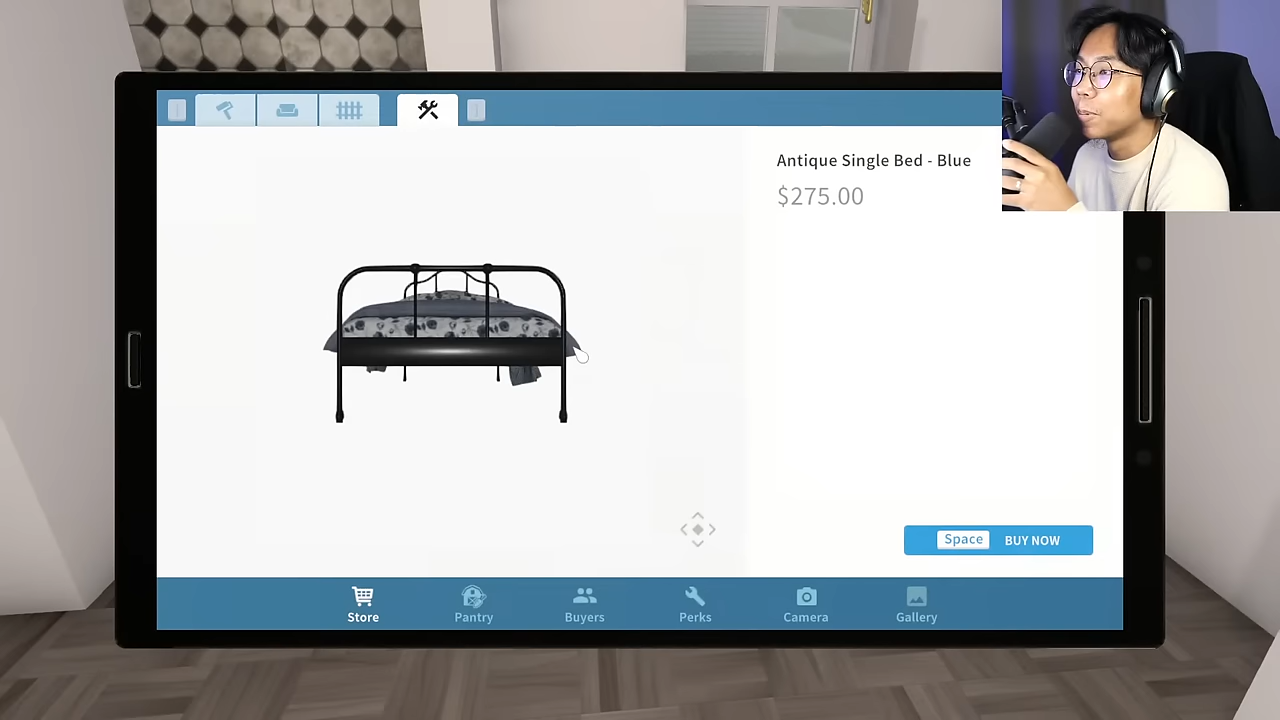 Antique Single Bed - Blue
$275.00
Space BUY NOW
Store Pantry Buyers Perks Camera Gallery